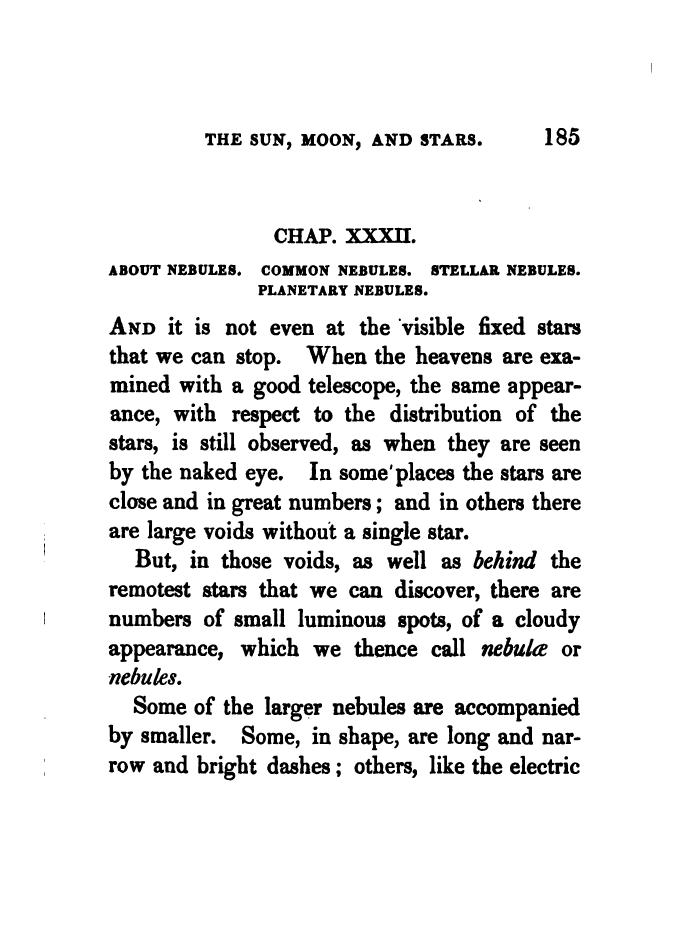 THE SUN, MOON, AND STARS. 185
CHAP. XXXII.
ABOUT NEBULES. COMMON NEBULES. STELLAR NEBULES.
PLANETARY NEBULES.
AND it is not even at the visible fixed stars
that we can stop. When the heavens are exa-
mined with a good telescope, the same appear-
ance, with respect to the distribution of the
stars, is still observed, as when they are seen
by the naked eye. In some places the stars are
close and in great numbers; and in others there
are large voids without a single star.
But, in those voids, as well as behind the
remotest stars that we can discover, there are
numbers of small luminous spots, of a cloudy
appearance, which we thence call nebulæ or
nebules.
Some of the larger nebules are accompanied
by smaller. Some, in shape, are long and nar-
row and bright dashes; others, like the electric